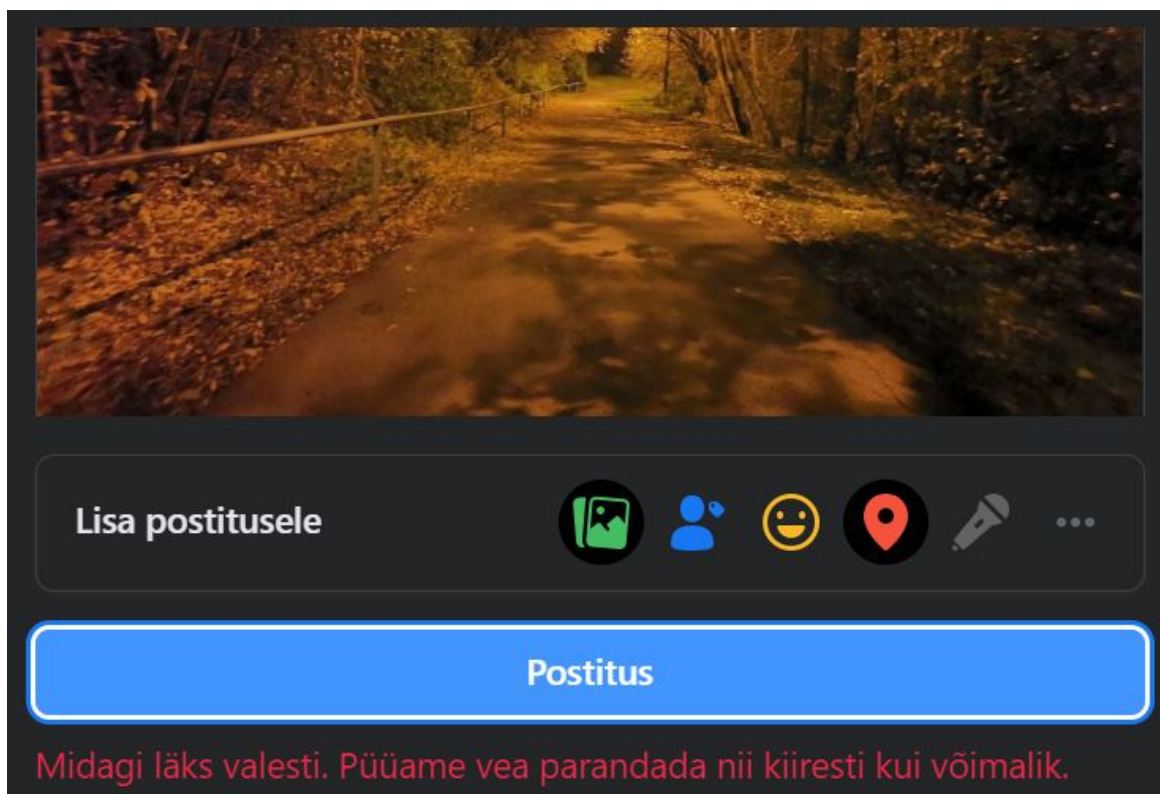 Lisa postitusele
Postitus
Midagi läks valesti. Püüame vea parandada nii kiiresti kui võimalik.